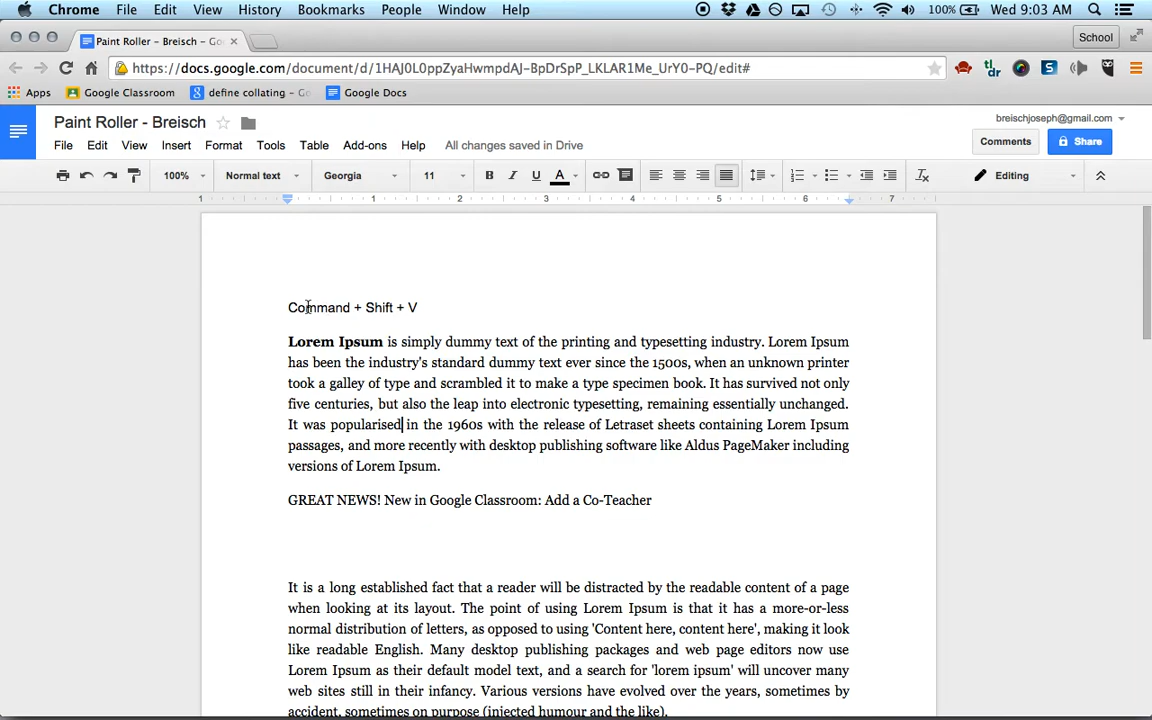 Chrome File Edit View History Bookmarks People Window Help 100% Wed 9:03 AM
Paint Roller - Breisch - Go School
https://docs.google.com/document/d/1HAJ0L0ppZyaHwmpdAJ-BpDrSpP_LKLAR1Me_UrY0-PQ/edit#
tl;dr S
Apps Google Classroom define collating - Go Google Docs
Paint Roller - Breisch breischjoseph@gmail.com
File Edit View Insert Format Tools Table Add-ons Help All changes saved in Drive Comments Share
100% Normal text Georgia 11 B I U A Editing
1 1 2 3 4 5 6 7
Command + Shift + V
Lorem Ipsum is simply dummy text of the printing and typesetting industry. Lorem Ipsum
has been the industry's standard dummy text ever since the 1500s, when an unknown printer
took a galley of type and scrambled it to make a type specimen book. It has survived not only
five centuries, but also the leap into electronic typesetting, remaining essentially unchanged.
It was popularised in the 1960s with the release of Letraset sheets containing Lorem Ipsum
passages, and more recently with desktop publishing software like Aldus PageMaker including
versions of Lorem Ipsum.
GREAT NEWS! New in Google Classroom: Add a Co-Teacher
It is a long established fact that a reader will be distracted by the readable content of a page
when looking at its layout. The point of using Lorem Ipsum is that it has a more-or-less
normal distribution of letters, as opposed to using 'Content here, content here', making it look
like readable English. Many desktop publishing packages and web page editors now use
Lorem Ipsum as their default model text, and a search for 'lorem ipsum' will uncover many
web sites still in their infancy. Various versions have evolved over the years, sometimes by
accident, sometimes on purpose (injected humour and the like).